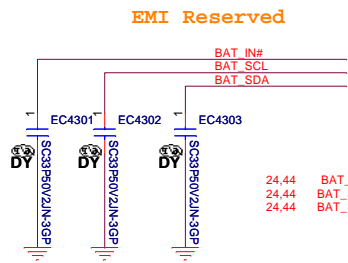 EMI Reserved
BAT_IN#
BAT_SCL
BAT_SDA
1 EC4301
1 EC4302
1 EC4303
DY
DY
DY
SC33P50V2JN-3GP
SC33P50V2JN-3GP
SC33P50V2JN-3GP
24,44 BAT_
24,44 BAT_
24,44 BAT_